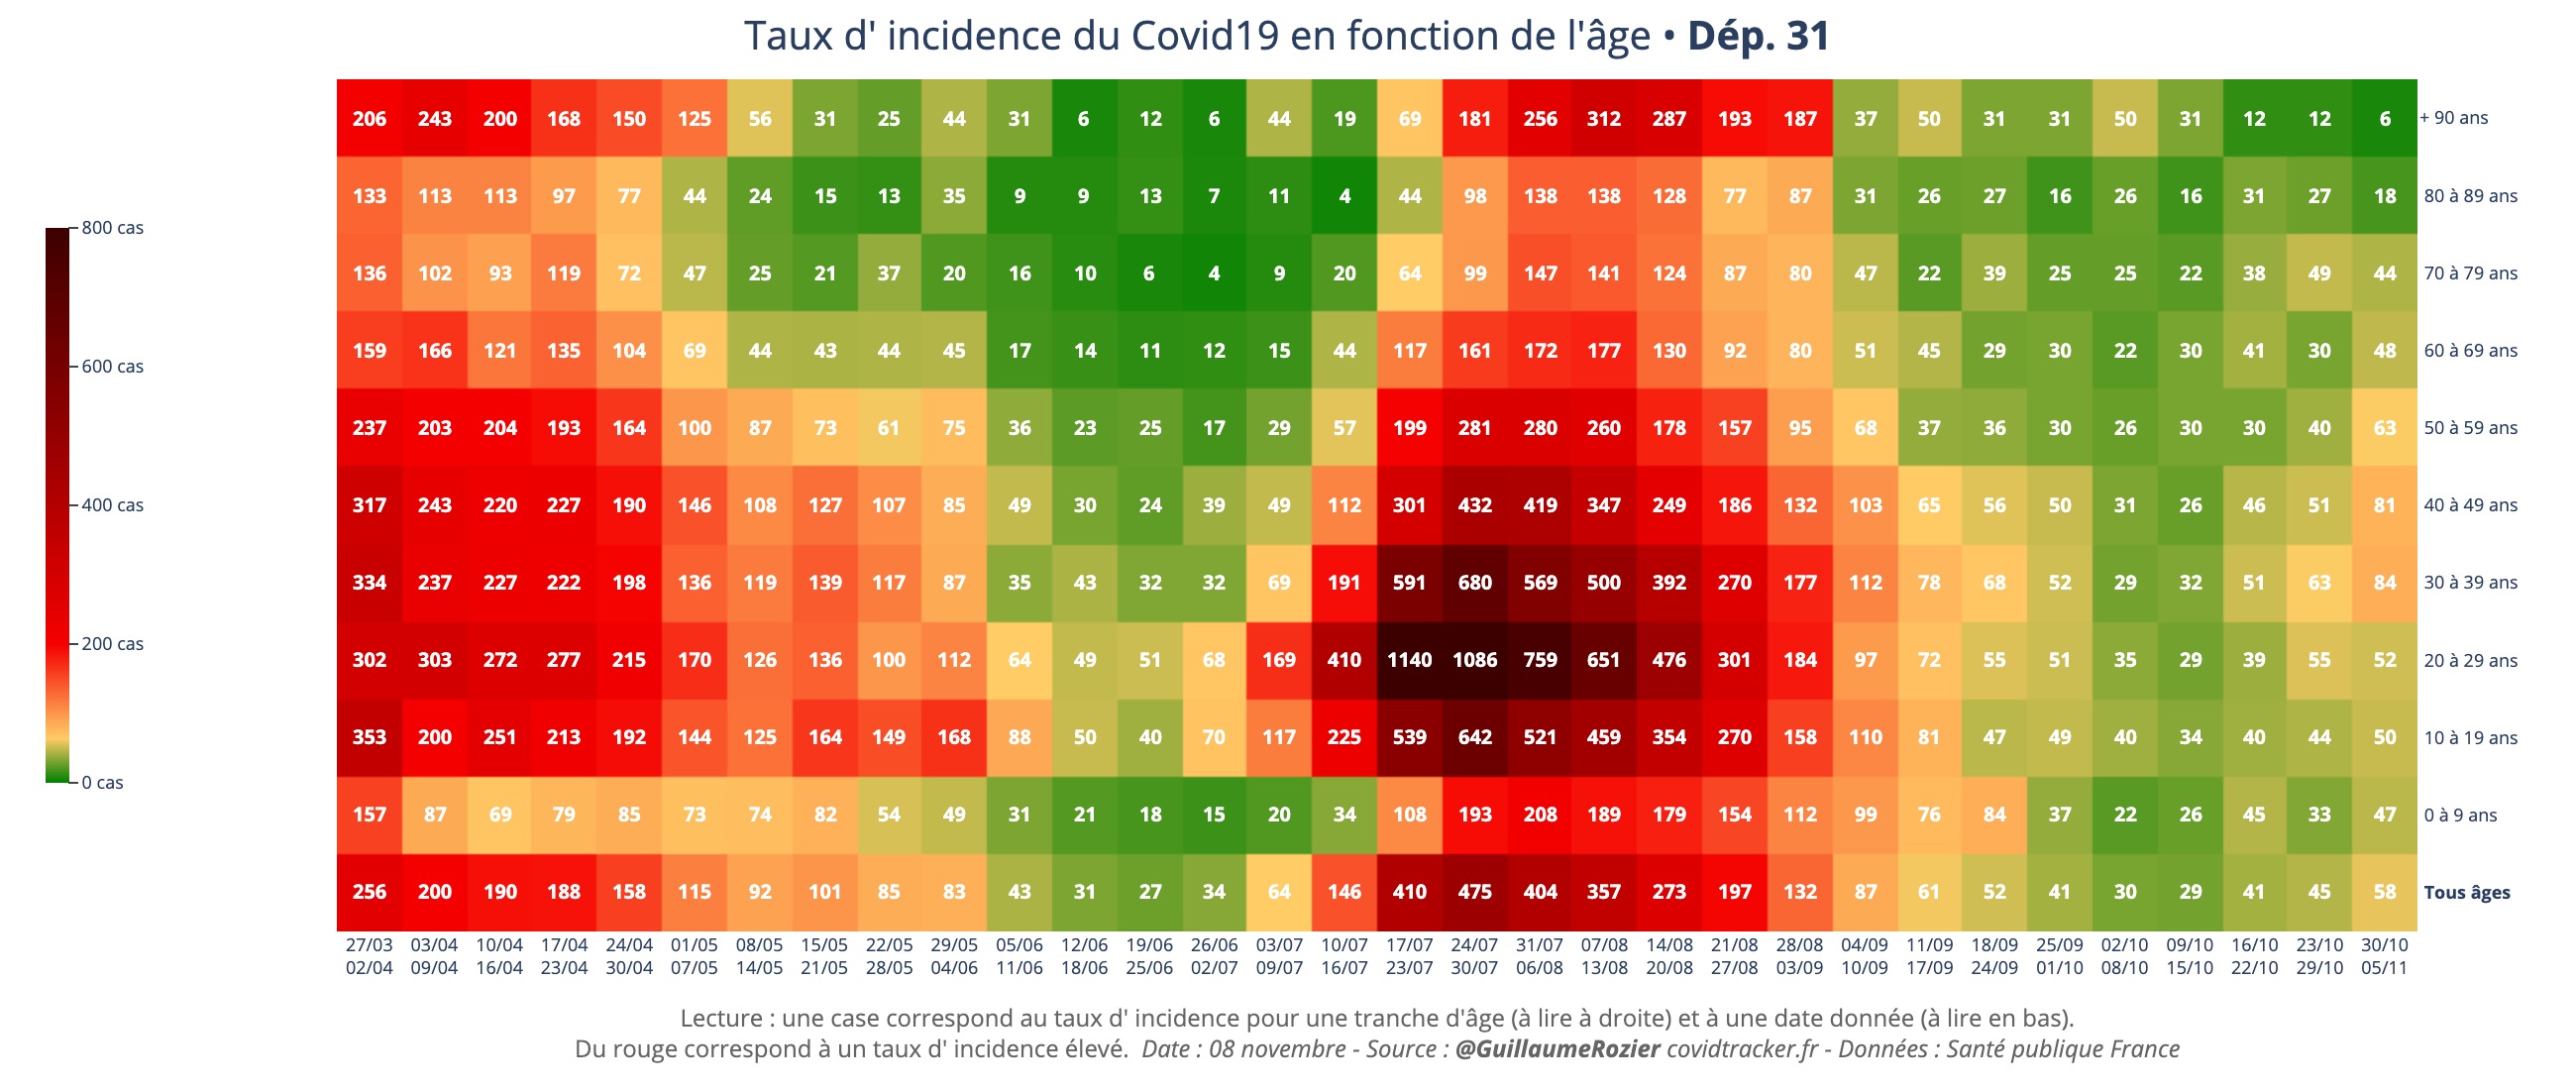 Taux d' incidence du Covid19 en fonction de l'âge • Dép. 31
206 243 200 168 150 125 56 31 25 44 31 6 12 6 44 19 69 181 256 312 287 193 187 37 50 31 31 50 31 12 12 6 + 90 ans
133 113 113 97 77 44 24 15 13 35 9 9 13 7 11 4 44 98 138 138 128 77 87 31 26 27 16 26 16 31 27 18 80 à 89 ans
800 cas
136 102 93 119 72 47 25 21 37 20 16 10 6 4 9 20 64 99 147 141 124 87 80 47 22 39 25 25 22 38 49 44 70 à 79 ans
159 166 121 135 104 69 44 43 44 45 17 14 11 12 15 44 117 161 172 177 130 92 80 51 45 29 30 22 30 41 30 48 60 à 69 ans
600 cas
237 203 204 193 164 100 87 73 61 75 36 23 25 17 29 57 199 281 280 260 178 157 95 68 37 36 30 26 30 30 40 63 50 à 59 ans
400 cas
317 243 220 227 190 146 108 127 107 85 49 30 24 39 49 112 301 432 419 347 249 186 132 103 65 56 50 31 26 46 51 81 40 à 49 ans
334 237 227 222 198 136 119 139 117 87 35 43 32 32 69 191 591 680 569 500 392 270 177 112 78 68 52 29 32 51 63 84 30 à 39 ans
200 cas
302 303 272 277 215 170 126 136 100 112 64 49 51 68 169 410 1140 1086 759 651 476 301 184 97 72 55 51 35 29 39 55 52 20 à 29 ans
353 200 251 213 192 144 125 164 149 168 88 50 40 70 117 225 539 642 521 459 354 270 158 110 81 47 49 40 34 40 44 50 10 à 19 ans
0 cas
157 87 69 79 85 73 74 82 54 49 31 21 18 15 20 34 108 193 208 189 179 154 112 99 76 84 37 22 26 45 33 47 0 à 9 ans
256 200 190 188 158 115 92 101 85 83 43 31 27 34 64 146 410 475 404 357 273 197 132 87 61 52 41 30 29 41 45 58 Tous âges
27/03 03/04 10/04 17/04 24/04 01/05 08/05 15/05 22/05 29/05 05/06 12/06 19/06 26/06 03/07 10/07 17/07 24/07 31/07 07/08 14/08 21/08 28/08 04/09 11/09 18/09 25/09 02/10 09/10 16/10 23/10 30/10
02/04 09/04 16/04 23/04 30/04 07/05 14/05 21/05 28/05 04/06 11/06 18/06 25/06 02/07 09/07 16/07 23/07 30/07 06/08 13/08 20/08 27/08 03/09 10/09 17/09 24/09 01/10 08/10 15/10 22/10 29/10 05/11
Lecture : une case correspond au taux d' incidence pour une tranche d'âge (à lire à droite) et à une date donnée (à lire en bas).
Du rouge correspond à un taux d' incidence élevé. Date : 08 novembre - Source : @GuillaumeRozier covidtracker.fr - Données : Santé publique France